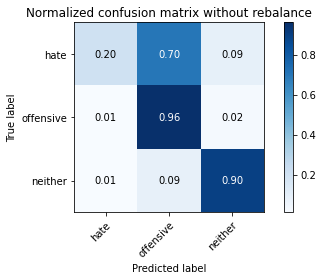 Normalized confusion matrix without rebalance
True label
hate 0.20 0.70 0.09
offensive 0.01 0.96 0.02
neither 0.01 0.09 0.90
hate offensive neither
Predicted label
0.8
0.6
0.4
0.2